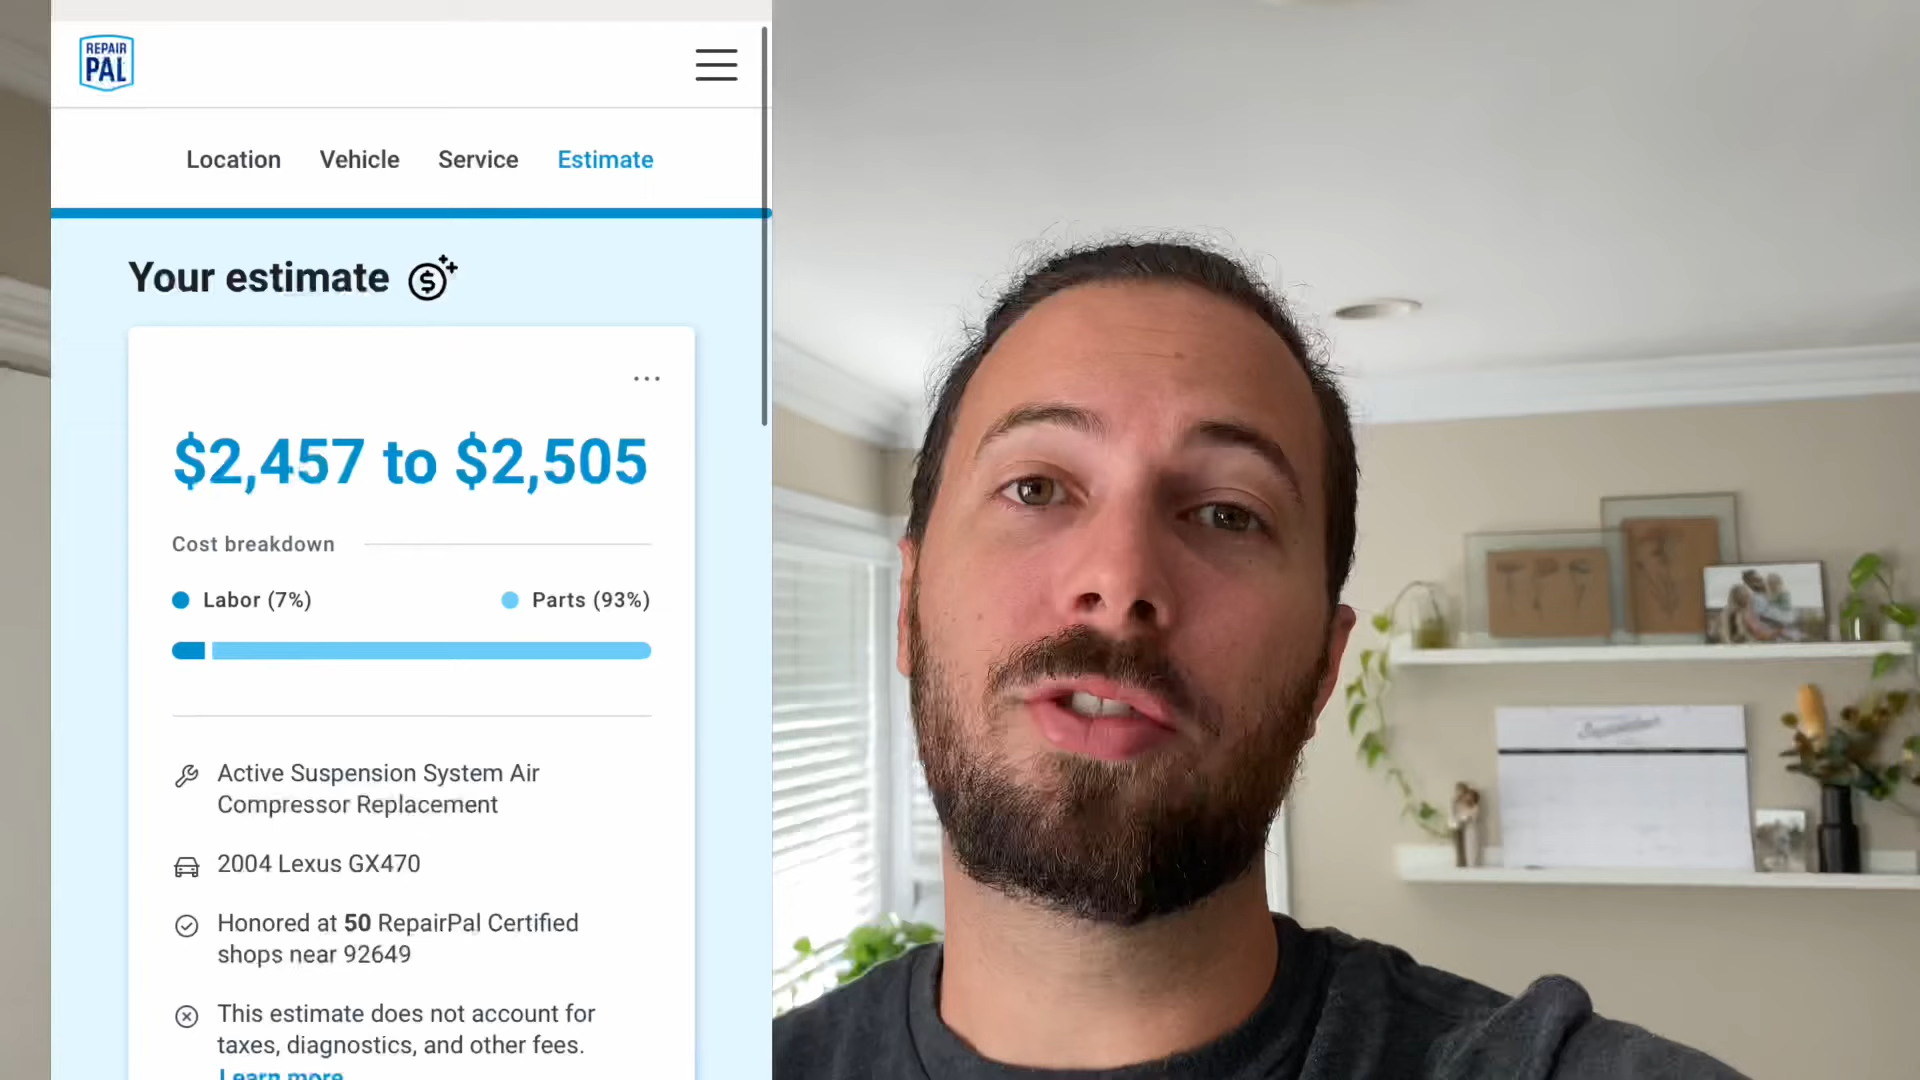 REPAIR
PAL
Location Vehicle Service Estimate
Your estimate
$2,457 to $2,505
Cost breakdown
Labor (7%) Parts (93%)
Active Suspension System Air
Compressor Replacement
2004 Lexus GX470
Honored at 50 RepairPal Certified
shops near 92649
This estimate does not account for
taxes, diagnostics, and other fees.
Learn more